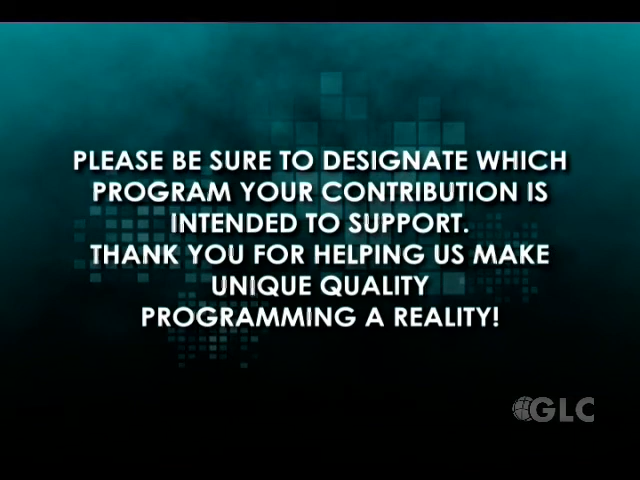 PLEASE BE SURE TO DESIGNATE WHICH
PROGRAM YOUR CONTRIBUTION IS
INTENDED TO SUPPORT.
THANK YOU FOR HELPING US MAKE
UNIQUE QUALITY
PROGRAMMING A REALITY!
GLC